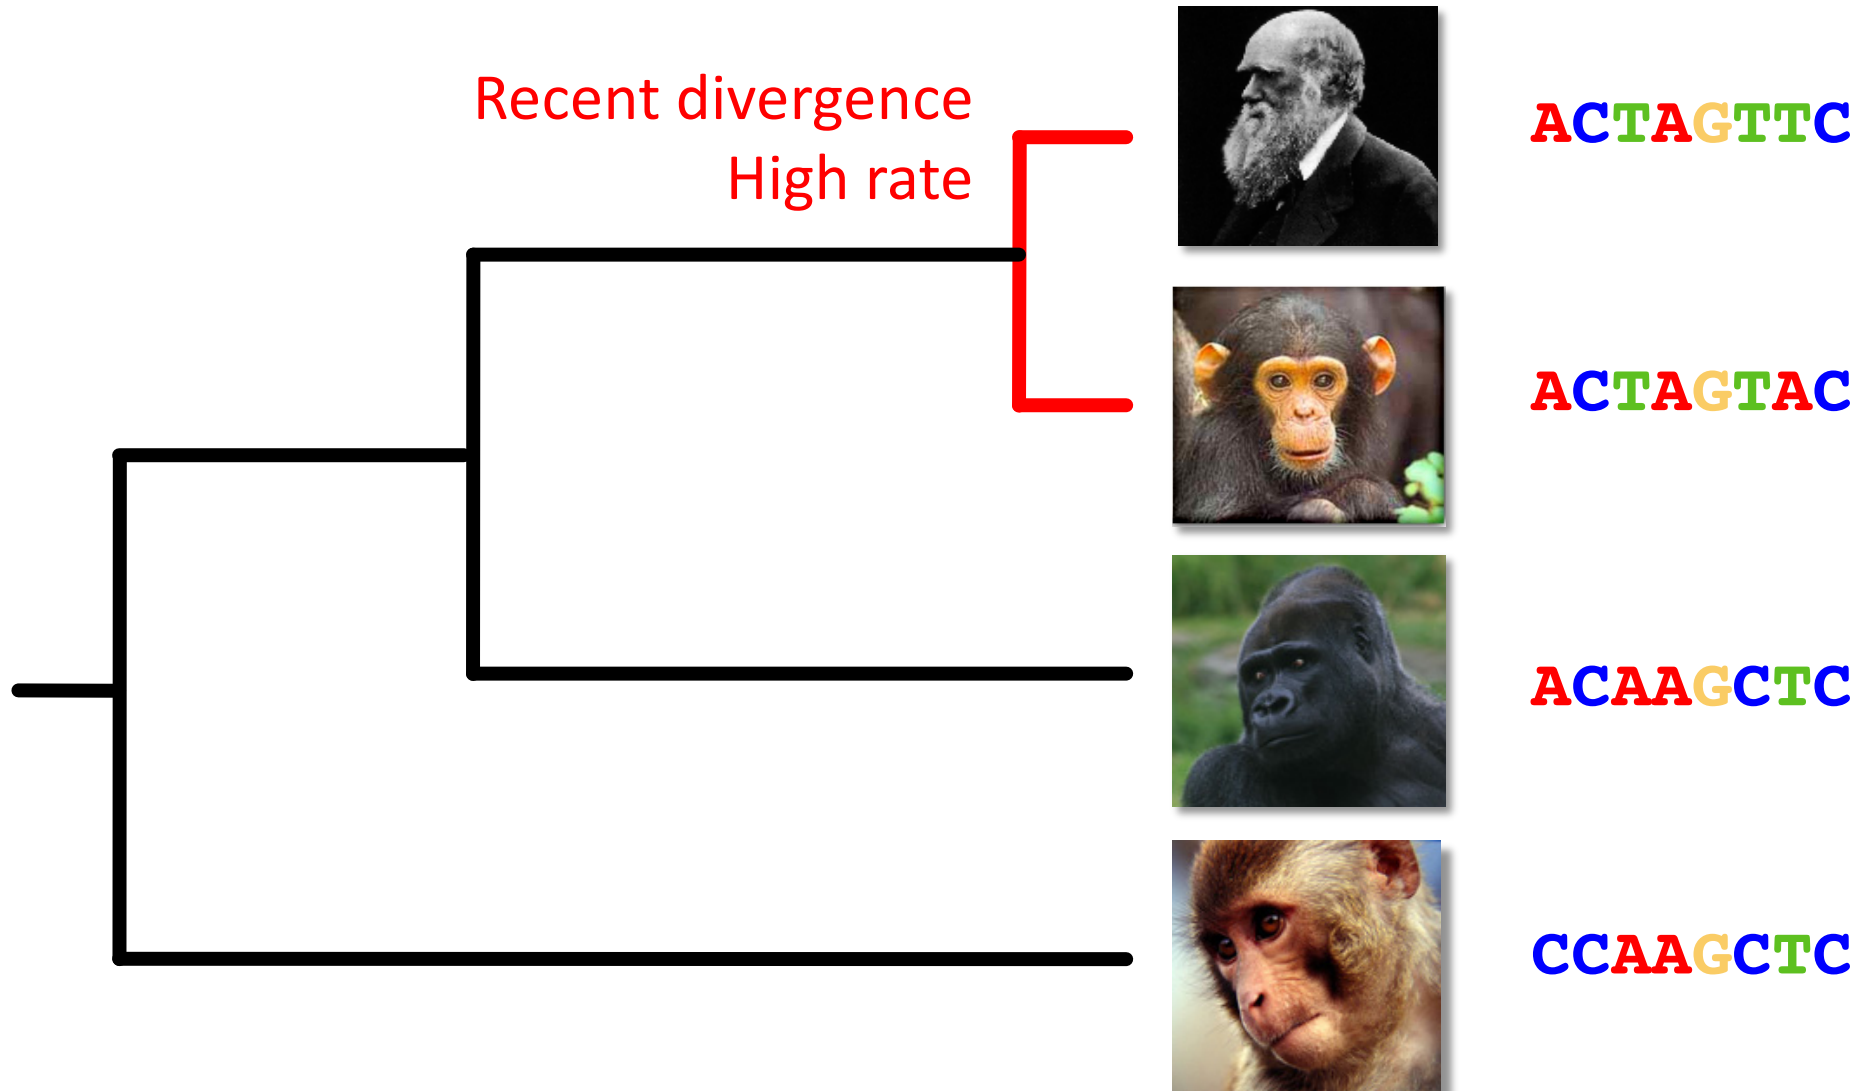 Recent divergence
High rate
ACTAGTTC
ACTAGTAC
ACAAGCTC
CCAAGCTC